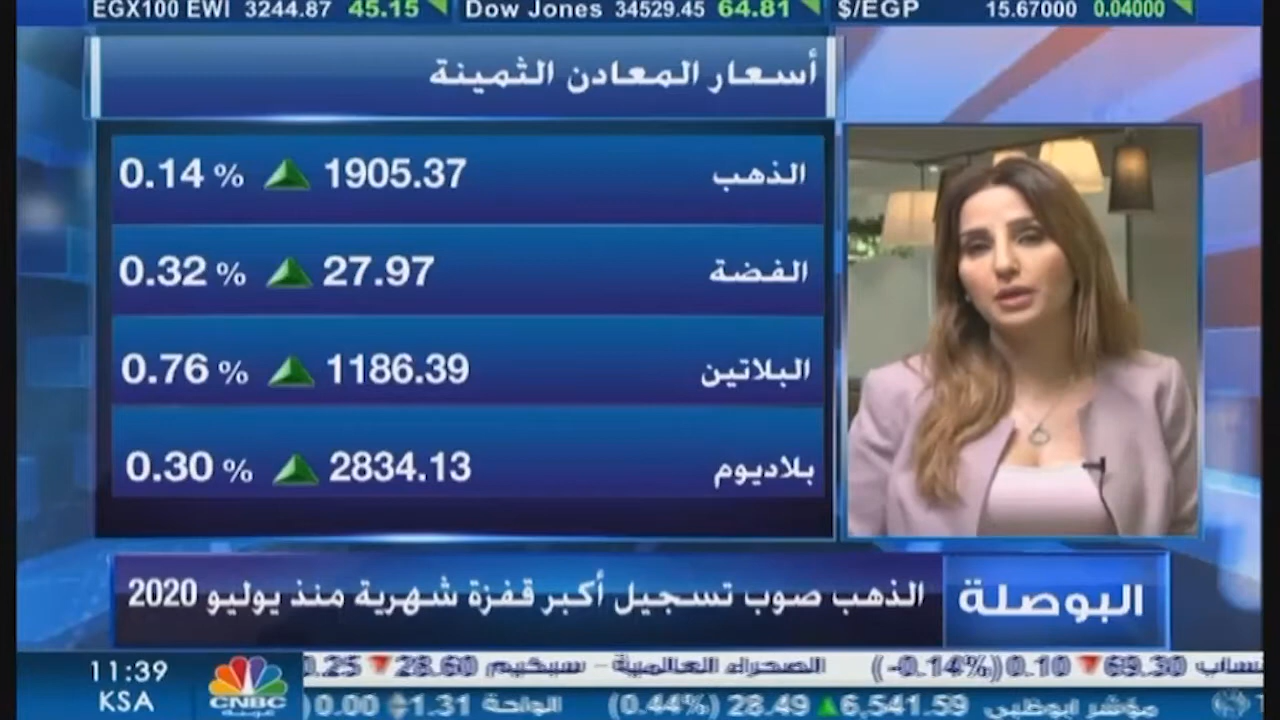 EGX100 EWI 3244.87 45.15 Dow Jones 34529.45 64.81 $/EGP 15.67000 0.04000
أسعار المعادن الثمينة
الذهب 1905.37 0.14 %
الفضة 27.97 0.32 %
البلاتين 1186.39 0.76 %
بلاديوم 2834.13 0.30 %
البوصلة
الذهب صوب تسجيل أكبر قفزة شهرية منذ يوليو 2020
69.30 0.10 (-0.14%) الصحراء العالمية - سبكيم 28.60 0.25
مؤشر أبوظبي 6,541.59 28.49 (0.44%) الواحة 1.31 0.00
11:39
KSA
CNBC
عربية